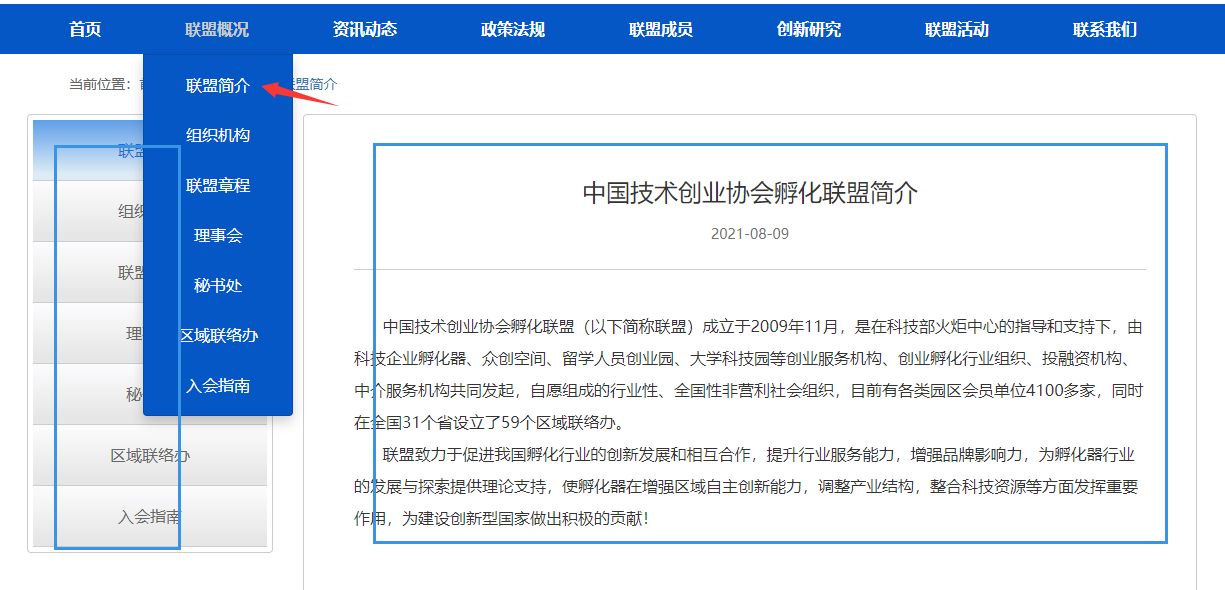 首页 联盟概况 资讯动态 政策法规 联盟成员 创新研究 联盟活动 联系我们
联盟简介
组织机构
联盟章程
理事会
秘书处
区域联络办
入会指南
当前位置： 联盟简介
联盟
组织
联盟
理
秘
区域联络办
入会指南
中国技术创业协会孵化联盟简介
2021-08-09
中国技术创业协会孵化联盟（以下简称联盟）成立于2009年11月，是在科技部火炬中心的指导和支持下，由
科技企业孵化器、众创空间、留学人员创业园、大学科技园等创业服务机构、创业孵化行业组织、投融资机构、
中介服务机构共同发起，自愿组成的行业性、全国性非营利社会组织，目前有各类园区会员单位4100多家，同时
在全国31个省设立了59个区域联络办。
联盟致力于促进我国孵化行业的创新发展和相互合作，提升行业服务能力，增强品牌影响力，为孵化器行业
的发展与探索提供理论支持，使孵化器在增强区域自主创新能力，调整产业结构，整合科技资源等方面发挥重要
作用，为建设创新型国家做出积极的贡献！